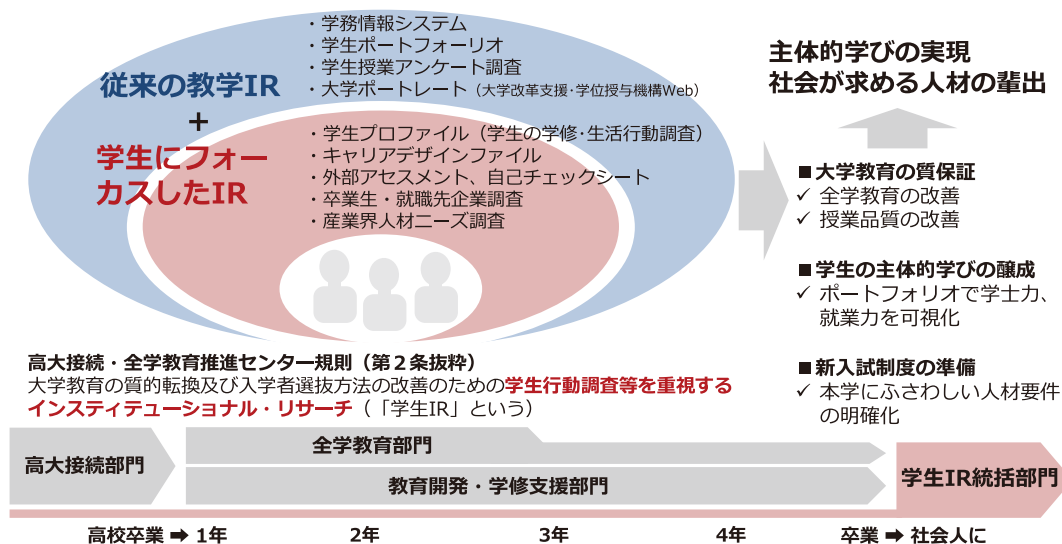 ・学務情報システム
・学生ポートフォーリオ
・学生授業アンケート調査
・大学ポートレート（大学改革支援・学位授与機構Web）
従来の教学IR
+
学生にフォー
カスしたIR
・学生プロファイル（学生の学修・生活行動調査）
・キャリアデザインファイル
・外部アセスメント、自己チェックシート
・卒業生・就職先企業調査
・産業界人材ニーズ調査
主体的学びの実現
社会が求める人材の輩出
■大学教育の質保証
✓ 全学教育の改善
✓ 授業品質の改善
■学生の主体的学びの醸成
✓ ポートフォリオで学士力、
就業力を可視化
■新入試制度の準備
✓ 本学にふさわしい人材要件
の明確化
高大接続・全学教育推進センター規則（第２条抜粋）
大学教育の質的転換及び入学者選抜方法の改善のための学生行動調査等を重視する
インスティテューショナル・リサーチ（「学生IR」という）
高大接続部門
全学教育部門
教育開発・学修支援部門
学生IR統括部門
高校卒業 ➡ 1年 2年 3年 4年 卒業 ➡ 社会人に